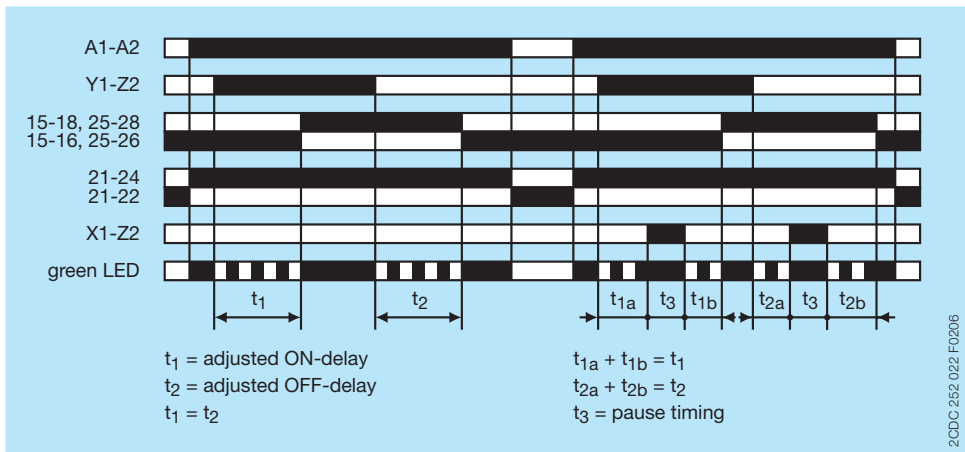 A1-A2
Y1-Z2
15-18, 25-28
15-16, 25-26
21-24
21-22
X1-Z2
green LED
t1 t2 t1a t3 t1b t2a t3 t2b
t1 = adjusted ON-delay
t2 = adjusted OFF-delay
t1 = t2
t1a + t1b = t1
t2a + t2b = t2
t3 = pause timing
2CDC 252 022 F0206